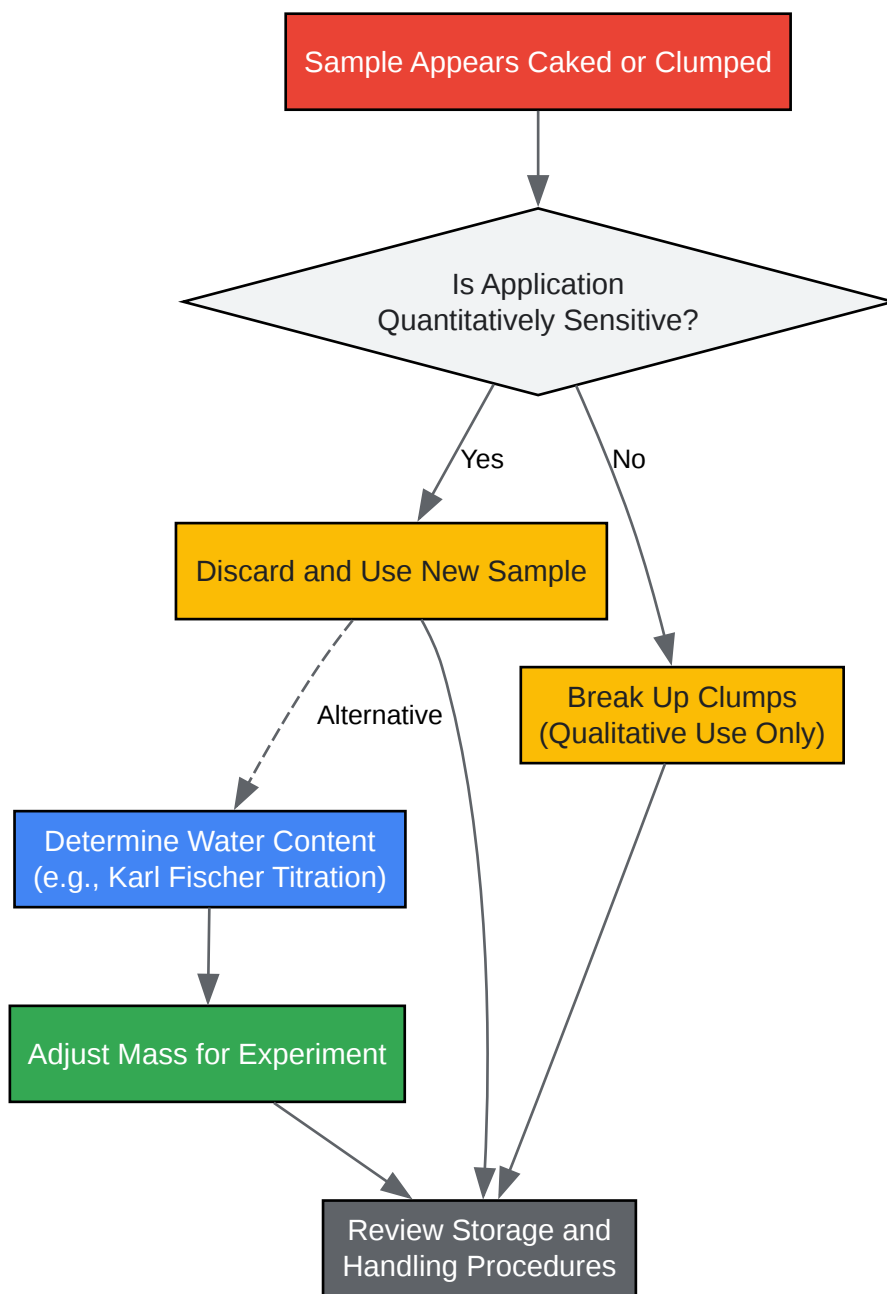 Sample Appears Caked or Clumped
Is Application
Quantitatively Sensitive?
Yes
No
Discard and Use New Sample
Break Up Clumps
(Qualitative Use Only)
Alternative
Determine Water Content
(e.g., Karl Fischer Titration)
Adjust Mass for Experiment
Review Storage and
Handling Procedures